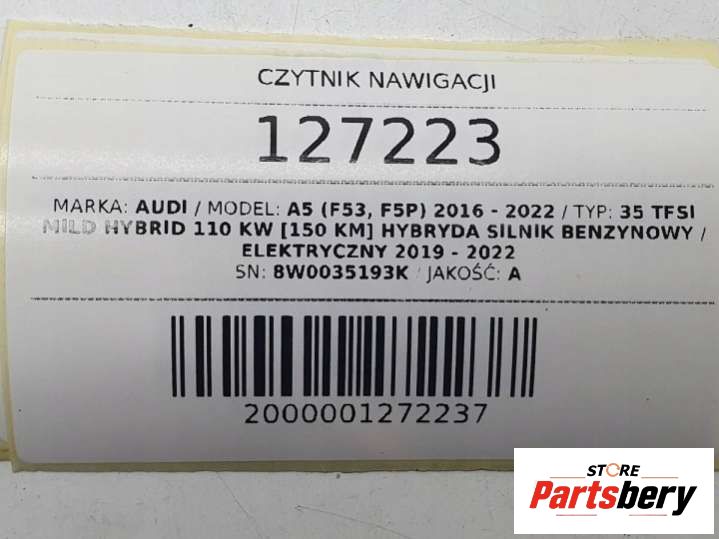 CZYTNIK NAWIGACJI
127223
MARKA: AUDI / MODEL: A5 (F53, F5P) 2016 - 2022 / TYP: 35 TFSI
MILD HYBRID 110 KW [150 KM] HYBRYDA SILNIK BENZYNOWY /
ELEKTRYCZNY 2019 - 2022
SN: 8W0035193K / JAKOŚĆ: A
2000001272237
STORE
Partsbery